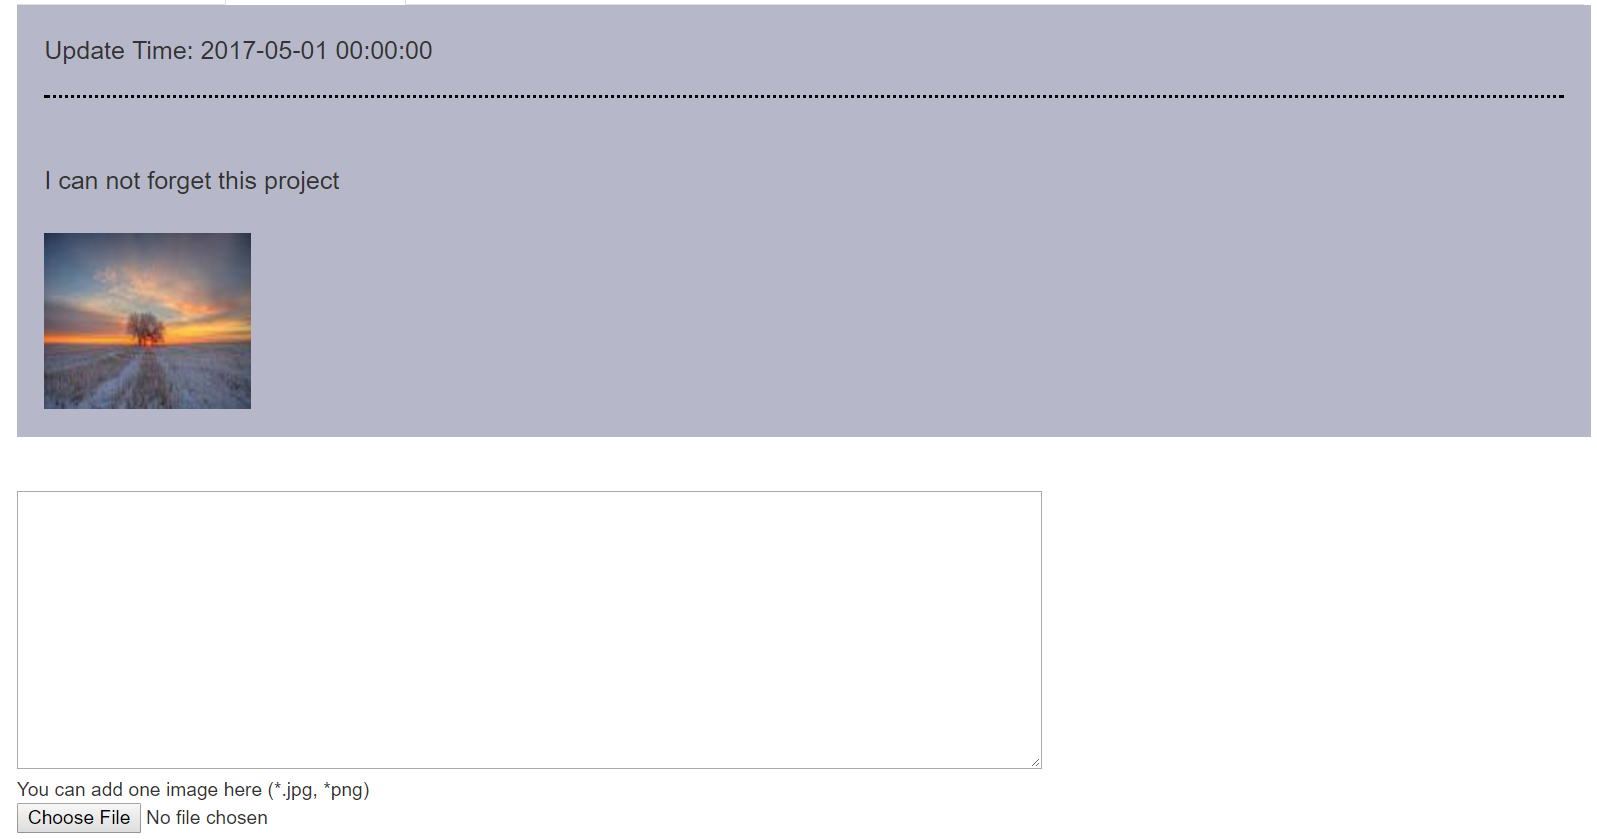 Update Time: 2017-05-01 00:00:00
I can not forget this project
You can add one image here (*.jpg, *png)
Choose File No file chosen